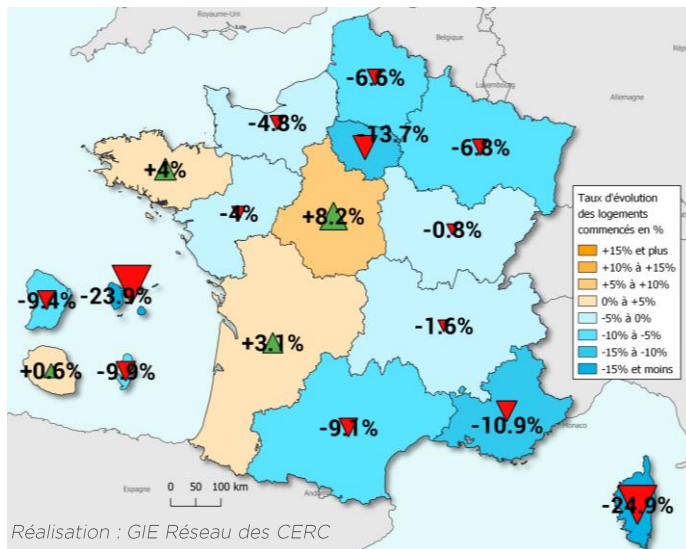 Royaume-Uni
Belgique
Luxembourg
Allemagne
-6.6%
-4.8%
-13.7%
-6.8%
+4%
-4%
+8.2%
-0.8%
Taux d'évolution
des logements
commencés en %
+15% et plus
+10% à +15%
+5% à +10%
0% à +5%
-5% à 0%
-10% à -5%
-15% à -10%
-15% et moins
-9.4%
-23.9%
+0.6%
-9.9%
+3.1%
-1.6%
-9.1%
-10.9%
Monaco
-24.9%
Espagne
0 50 100 km
Réalisation : GIE Réseau des CERC